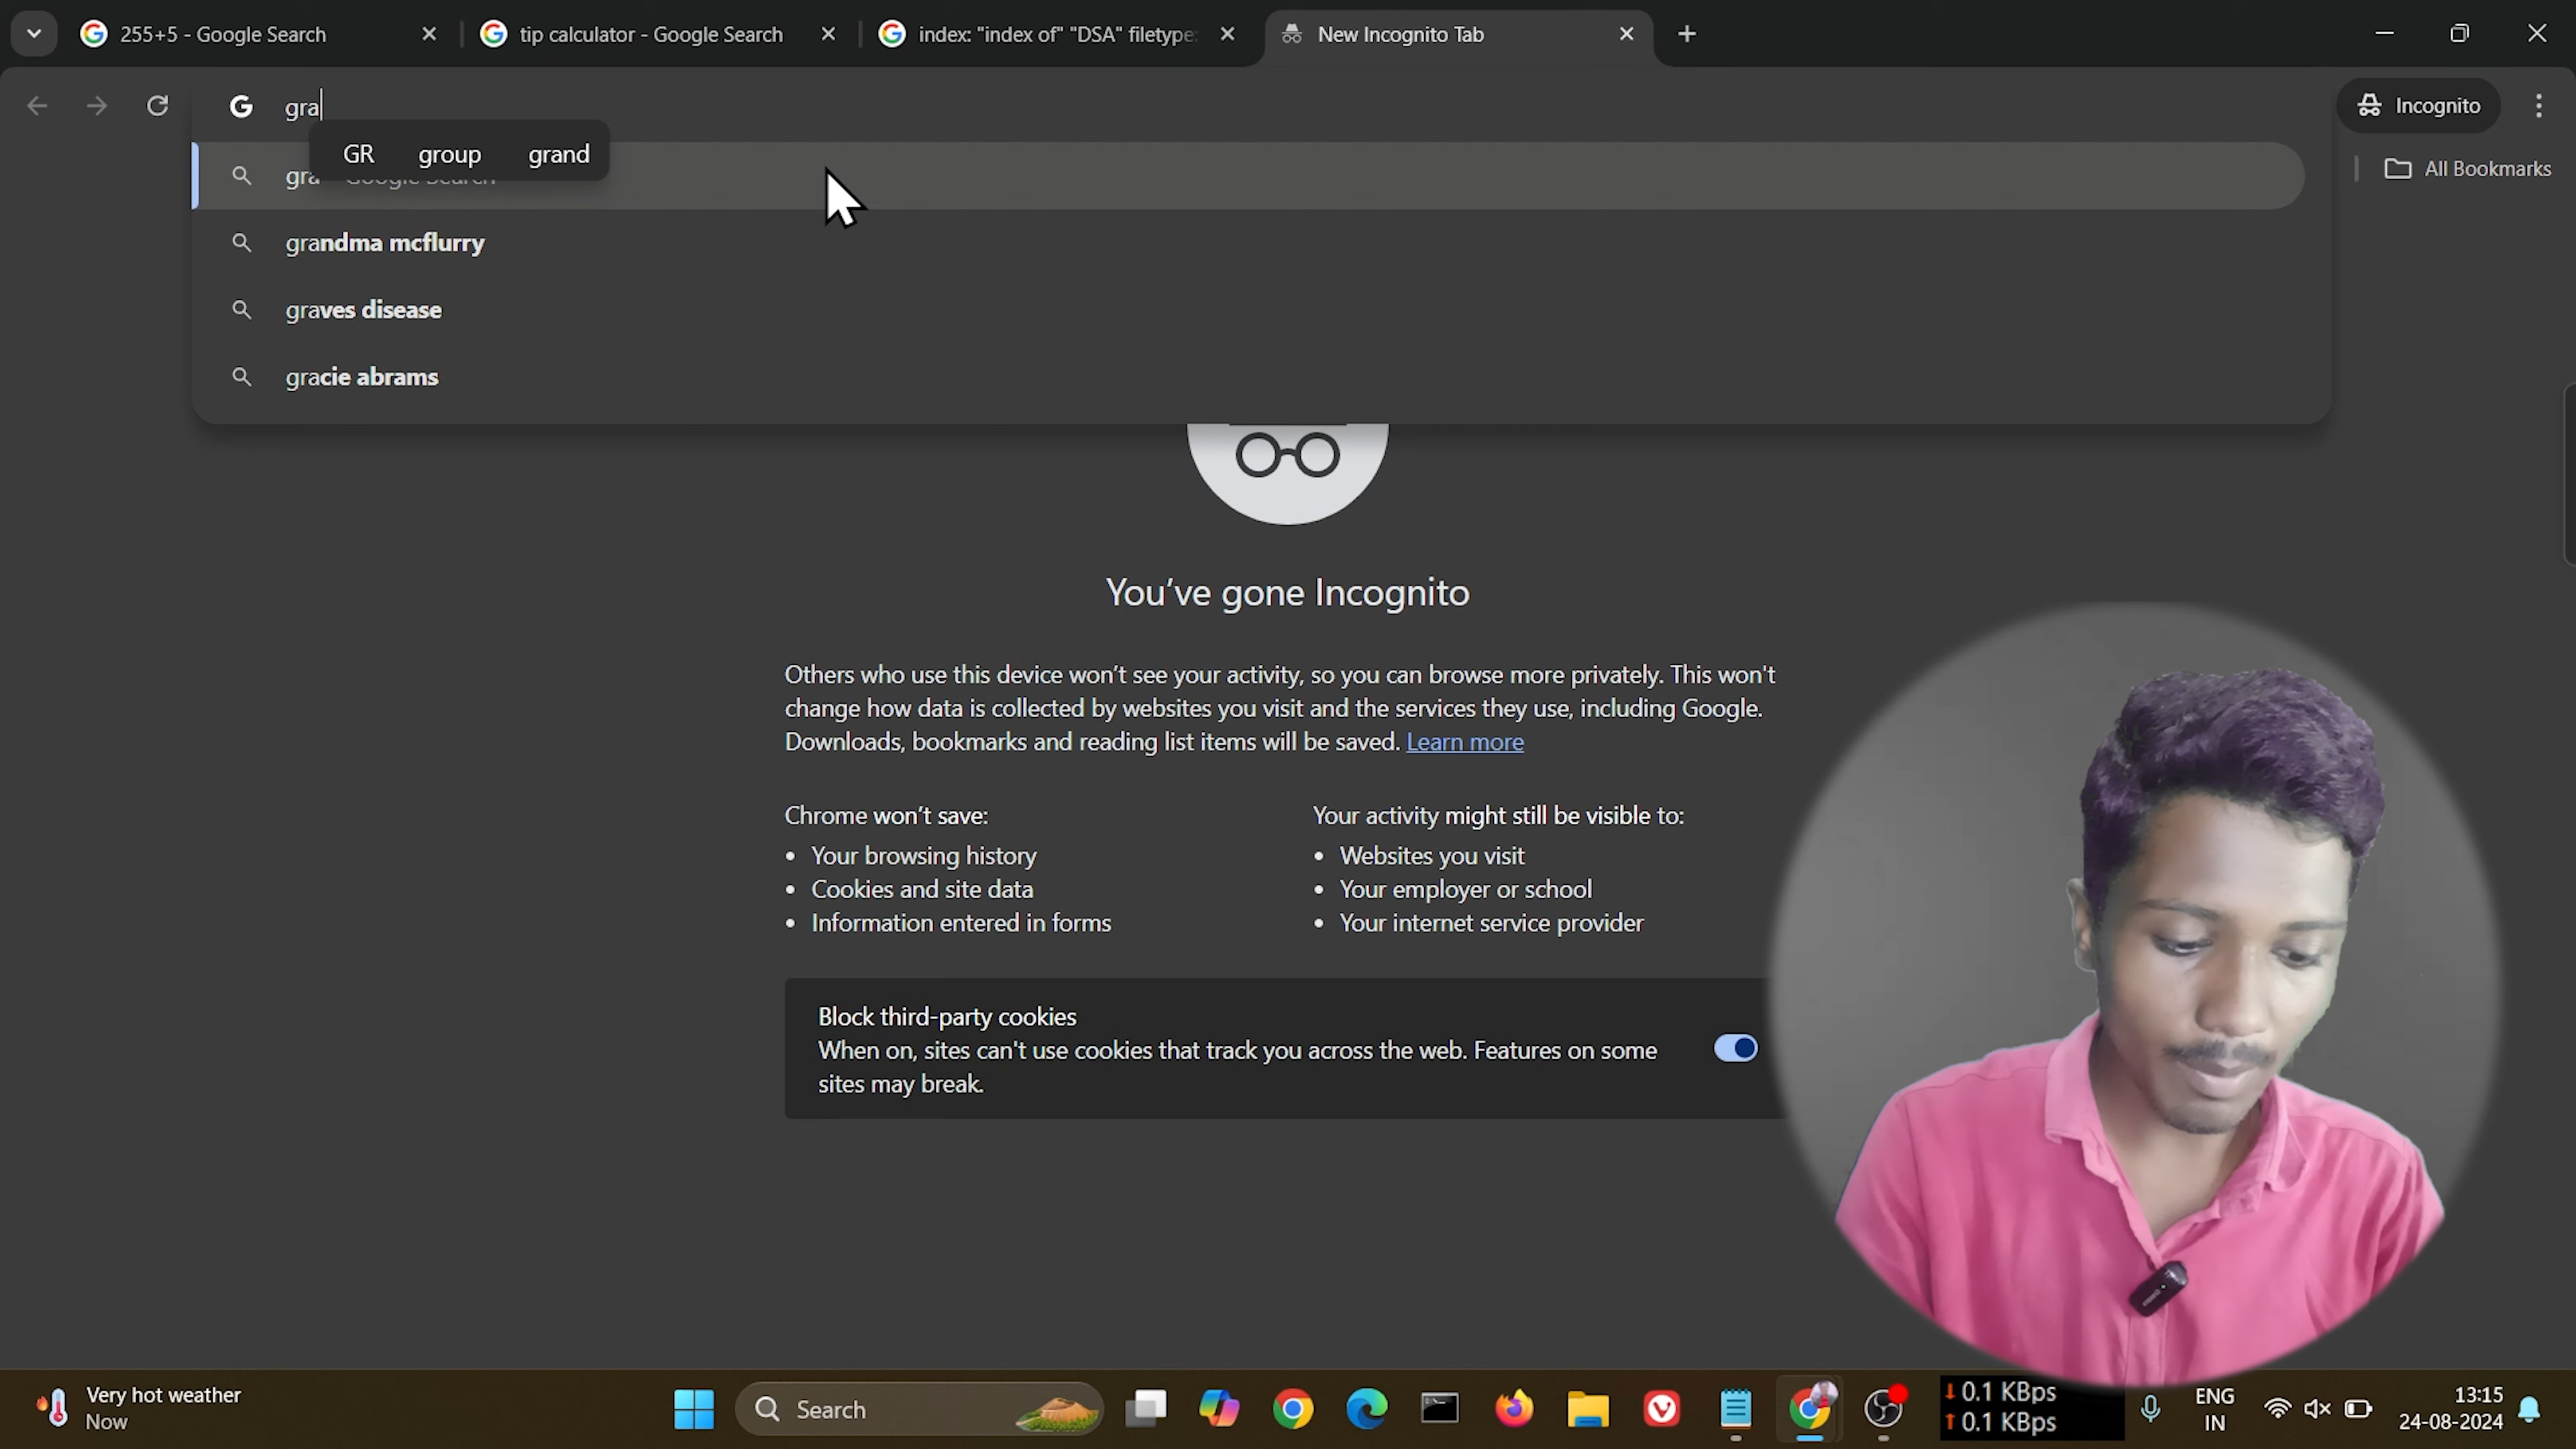 255+5 - Google Search
tip calculator - Google Search
index: "index of" "DSA" filetype:
New Incognito Tab
gra
Incognito
GR group grand
gra - Google Search
All Bookmarks
grandma mcflurry
graves disease
gracie abrams
You've gone Incognito
Others who use this device won't see your activity, so you can browse more privately. This won't
change how data is collected by websites you visit and the services they use, including Google.
Downloads, bookmarks and reading list items will be saved. Learn more
Chrome won't save:
• Your browsing history
• Cookies and site data
• Information entered in forms
Your activity might still be visible to:
• Websites you visit
• Your employer or school
• Your internet service provider
Block third-party cookies
When on, sites can't use cookies that track you across the web. Features on some
sites may break.
Very hot weather
Now
Search
0.1 KBps
0.1 KBps
ENG
IN
13:15
24-08-2024